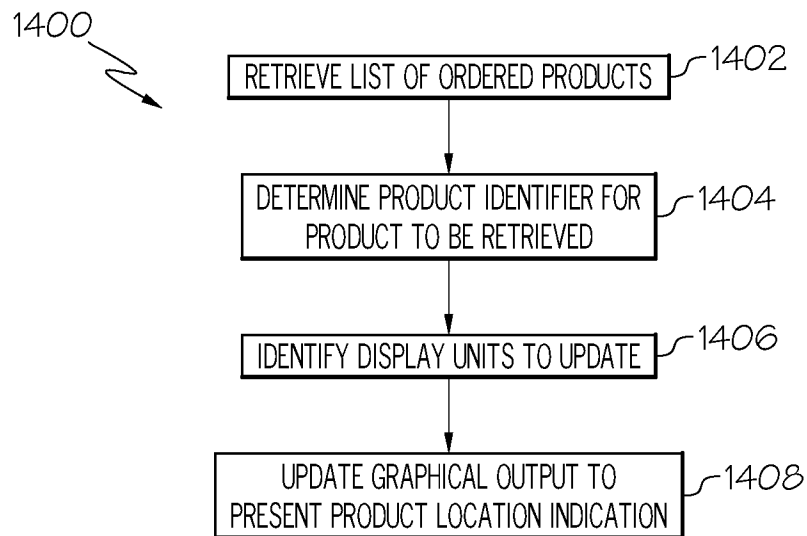 1400
RETRIEVE LIST OF ORDERED PRODUCTS
1402
DETERMINE PRODUCT IDENTIFIER FOR
PRODUCT TO BE RETRIEVED
1404
IDENTIFY DISPLAY UNITS TO UPDATE
1406
UPDATE GRAPHICAL OUTPUT TO
PRESENT PRODUCT LOCATION INDICATION
1408